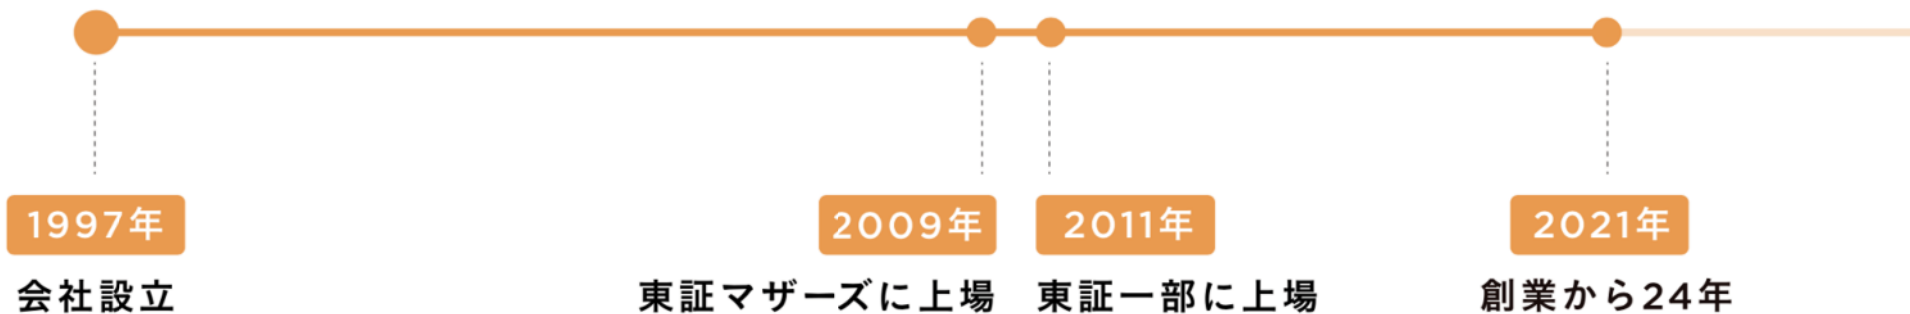 1997年
会社設立
2009年
東証マザーズに上場
2011年
東証一部に上場
2021年
創業から24年